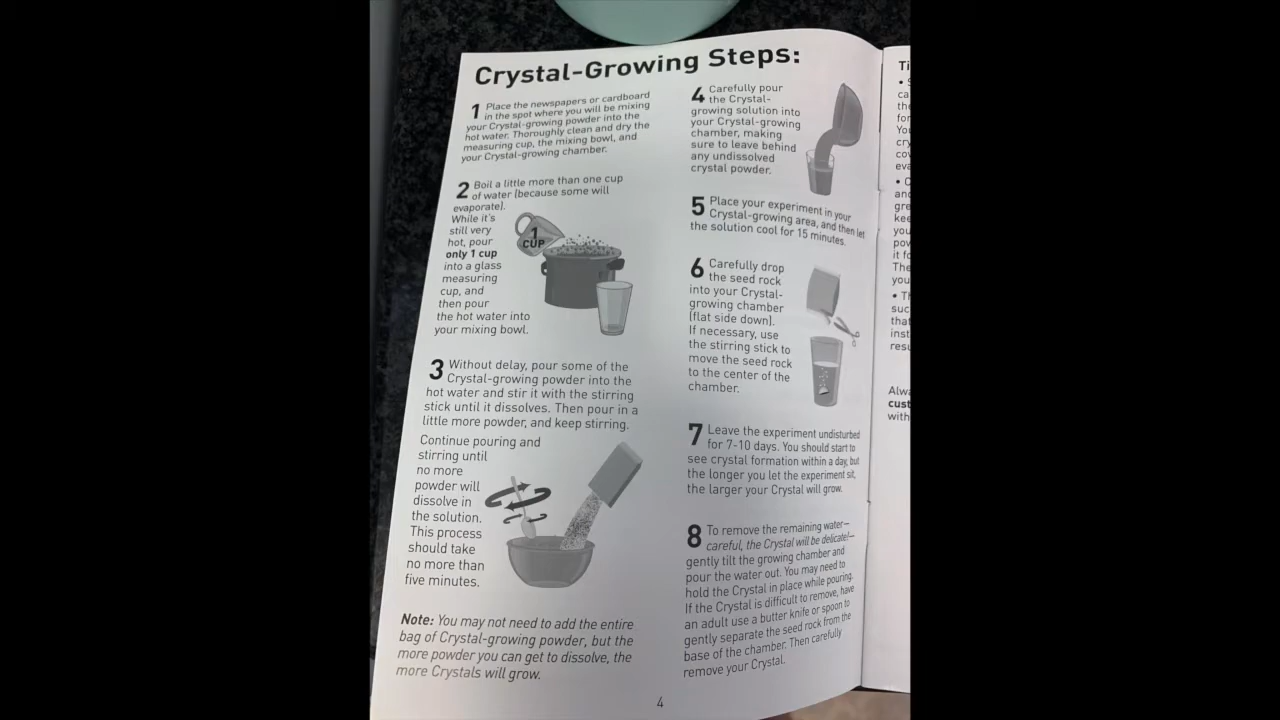 Crystal-Growing Steps:
1 Place the newspapers or cardboard
in the spot where you will be mixing
your Crystal-growing powder into the
hot water. Thoroughly clean and dry the
measuring cup, the mixing bowl, and
your Crystal-growing chamber.
2 Boil a little more than one cup
of water (because some will
evaporate).
While it's
still very
hot, pour
only 1 cup
into a glass
measuring
cup, and
then pour
the hot water into
your mixing bowl.
1
CUP
3 Without delay, pour some of the
Crystal-growing powder into the
hot water and stir it with the stirring
stick until it dissolves. Then pour in a
little more powder, and keep stirring.
Continue pouring and
stirring until
no more
powder will
dissolve in
the solution.
This process
should take
no more than
five minutes.
Note: You may not need to add the entire
bag of Crystal-growing powder, but the
more powder you can get to dissolve, the
more Crystals will grow.
4 Carefully pour
the Crystal-
growing solution into
your Crystal-growing
chamber, making
sure to leave behind
any undissolved
crystal powder.
5 Place your experiment in your
Crystal-growing area, and then let
the solution cool for 15 minutes.
6 Carefully drop
the seed rock
into your Crystal-
growing chamber
(flat side down).
If necessary, use
the stirring stick to
move the seed rock
to the center of the
chamber.
7 Leave the experiment undisturbed
for 7-10 days. You should start to
see crystal formation within a day, but
the longer you let the experiment sit,
the larger your Crystal will grow.
8 To remove the remaining water—
careful, the Crystal will be delicate!—
gently tilt the growing chamber and
pour the water out. You may need to
hold the Crystal in place while pouring.
If the Crystal is difficult to remove, have
an adult use a butter knife or spoon to
gently separate the seed rock from the
base of the chamber. Then carefully
remove your Crystal.
4